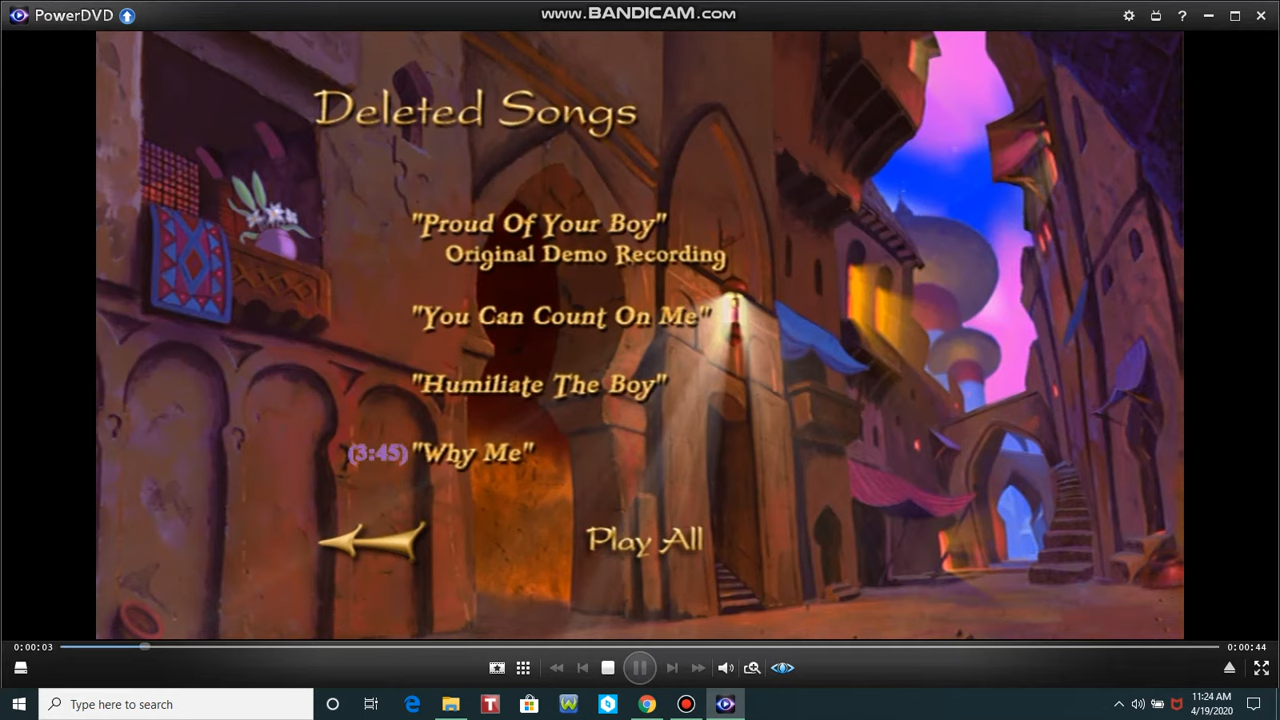 PowerDVD
www.BANDICAM.com
Deleted Songs
"Proud Of Your Boy"
Original Demo Recording
"You Can Count On Me"
"Humiliate The Boy"
(3:45) "Why Me"
Play All
0:00:03
0:00:44
Type here to search
11:24 AM
4/19/2020